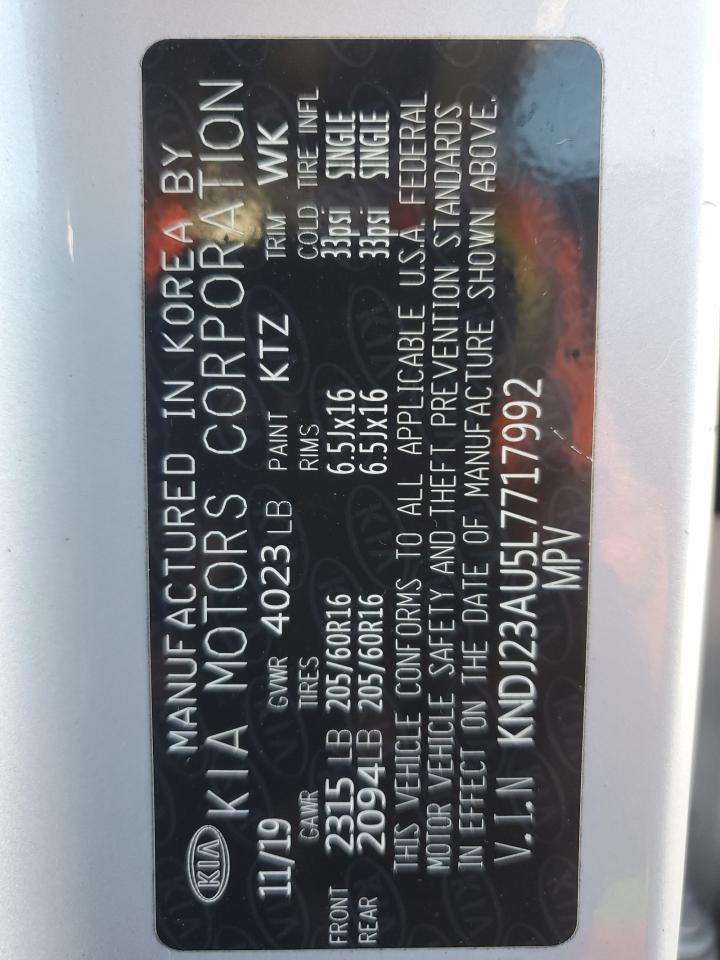 MANUFACTURED IN KOREA BY
KIA KIA MOTORS CORPORATION
11/19 GVWR 4023 LB PAINT KTZ TRIM WK
GAWR TIRES RIMS COLD TIRE INFL
FRONT 2315 LB 205/60R16 6.5Jx16 33psi SINGLE
REAR 2094 LB 205/60R16 6.5Jx16 33psi SINGLE
THIS VEHICLE CONFORMS TO ALL APPLICABLE U.S.A. FEDERAL
MOTOR VEHICLE SAFETY AND THEFT PREVENTION STANDARDS
IN EFFECT ON THE DATE OF MANUFACTURE SHOWN ABOVE.
V.I.N KNDJ23AU5L7717992
MPV